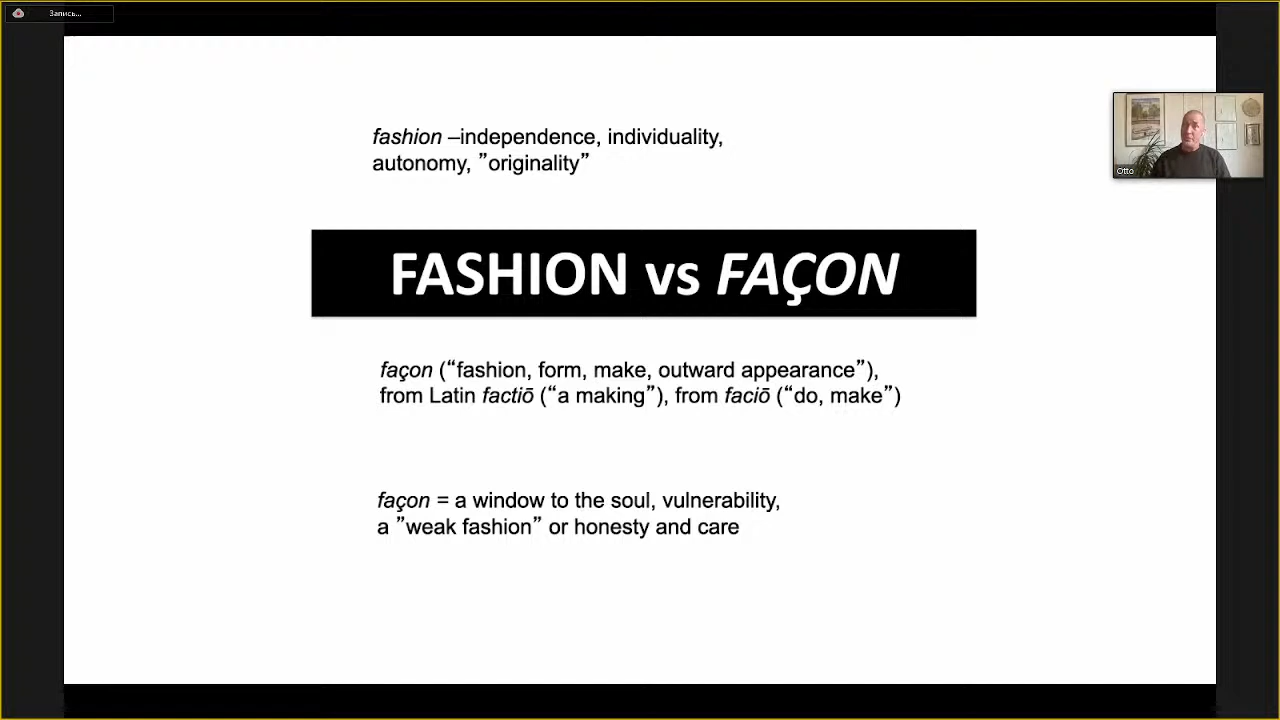 Запись...
fashion –independence, individuality,
autonomy, ”originality”
Otto
FASHION vs FAÇON
façon (“fashion, form, make, outward appearance”),
from Latin factiō (“a making”), from faciō (“do, make”)
façon = a window to the soul, vulnerability,
a ”weak fashion” or honesty and care